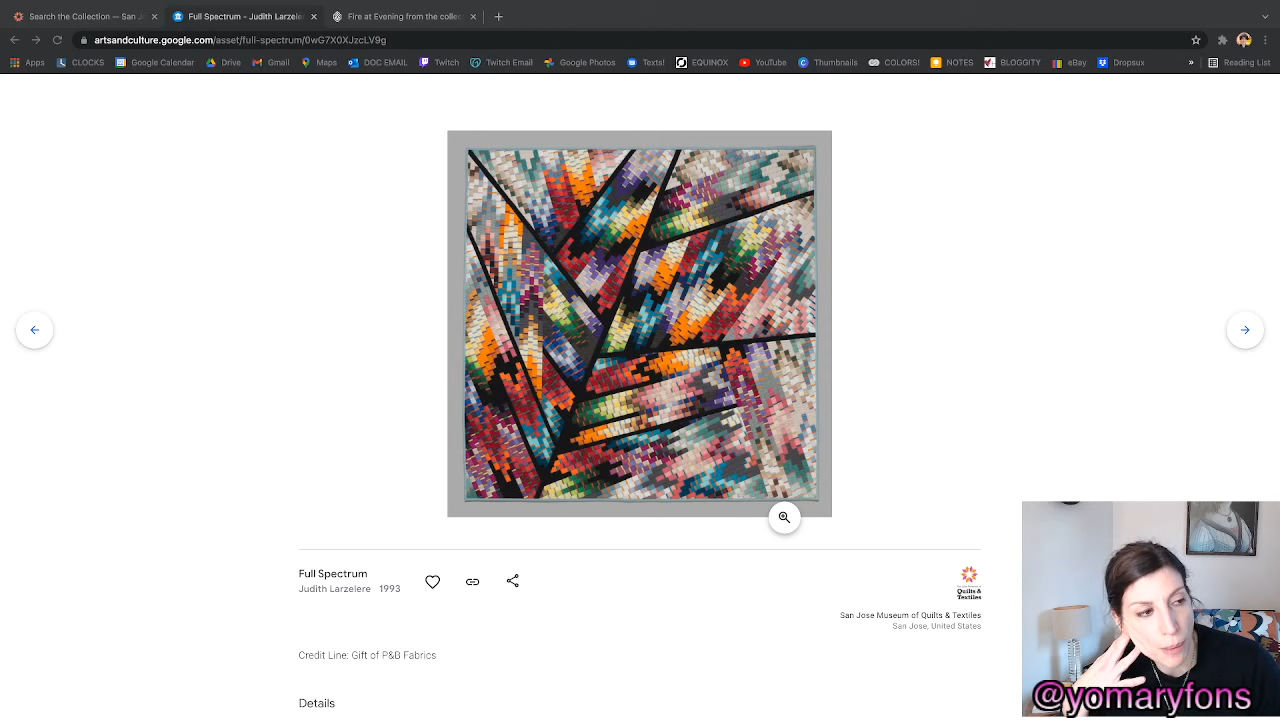 Search the Collection — San J
Full Spectrum - Judith Larzeler
Fire at Evening from the collec
artsandculture.google.com/asset/full-spectrum/0wG7X0XJzcLV9g
Apps CLOCKS Google Calendar Drive Gmail Maps DOC EMAIL Twitch Twitch Email Google Photos Texts! EQUINOX YouTube Thumbnails COLORS! NOTES BLOGGITY eBay Dropsux » Reading List
Full Spectrum
Judith Larzelere 1993
Quilts &
Textiles
San Jose Museum of Quilts & Textiles
San Jose, United States
Credit Line: Gift of P&B Fabrics
Details
@yomaryfons